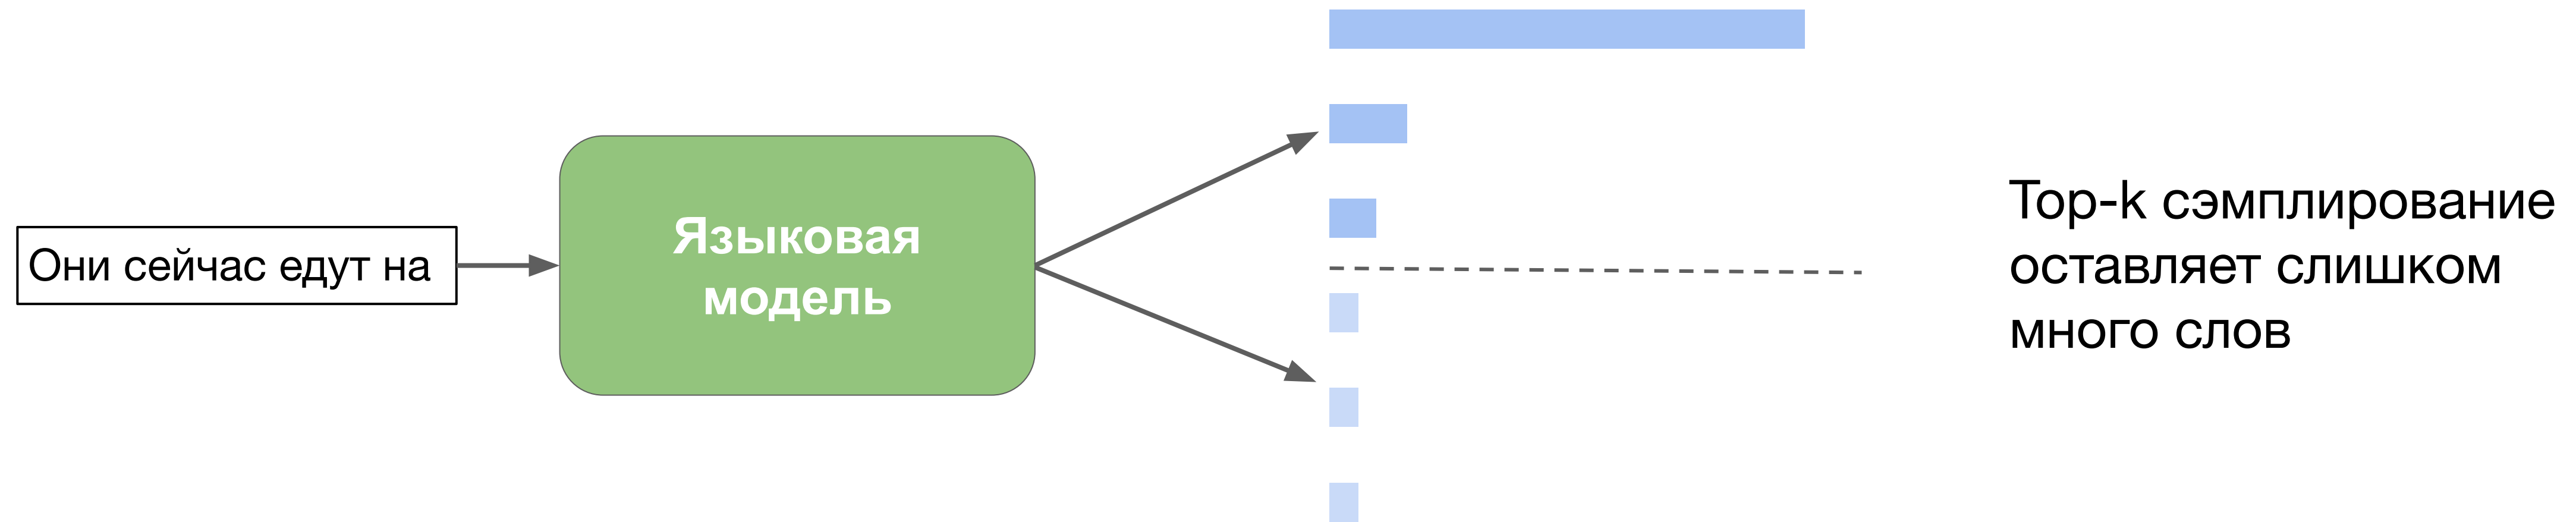 Они сейчас едут на
Языковая
модель
Top-k сэмплирование
оставляет слишком
много слов